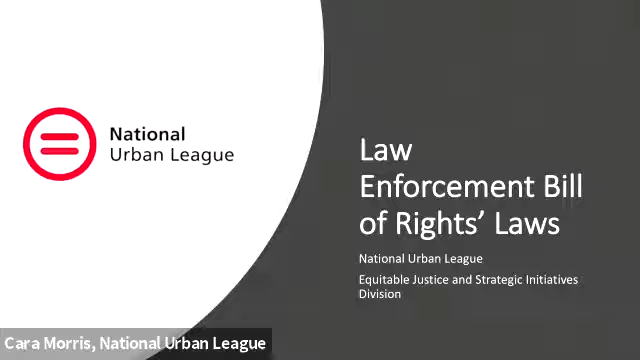 National
Urban League
Law
Enforcement Bill
of Rights’ Laws
National Urban League
Equitable Justice and Strategic Initiatives
Division
Cara Morris, National Urban League